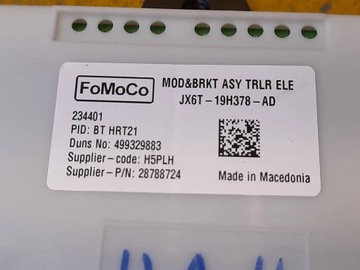 FoMoCo
MOD&BRKT ASY TRLR ELE
JX6T-19H378-AD
234401
PID: BT HRT21
Duns No: 499329883
Supplier-code: H5PLH
Supplier-P/N: 28788724
Made in Macedonia